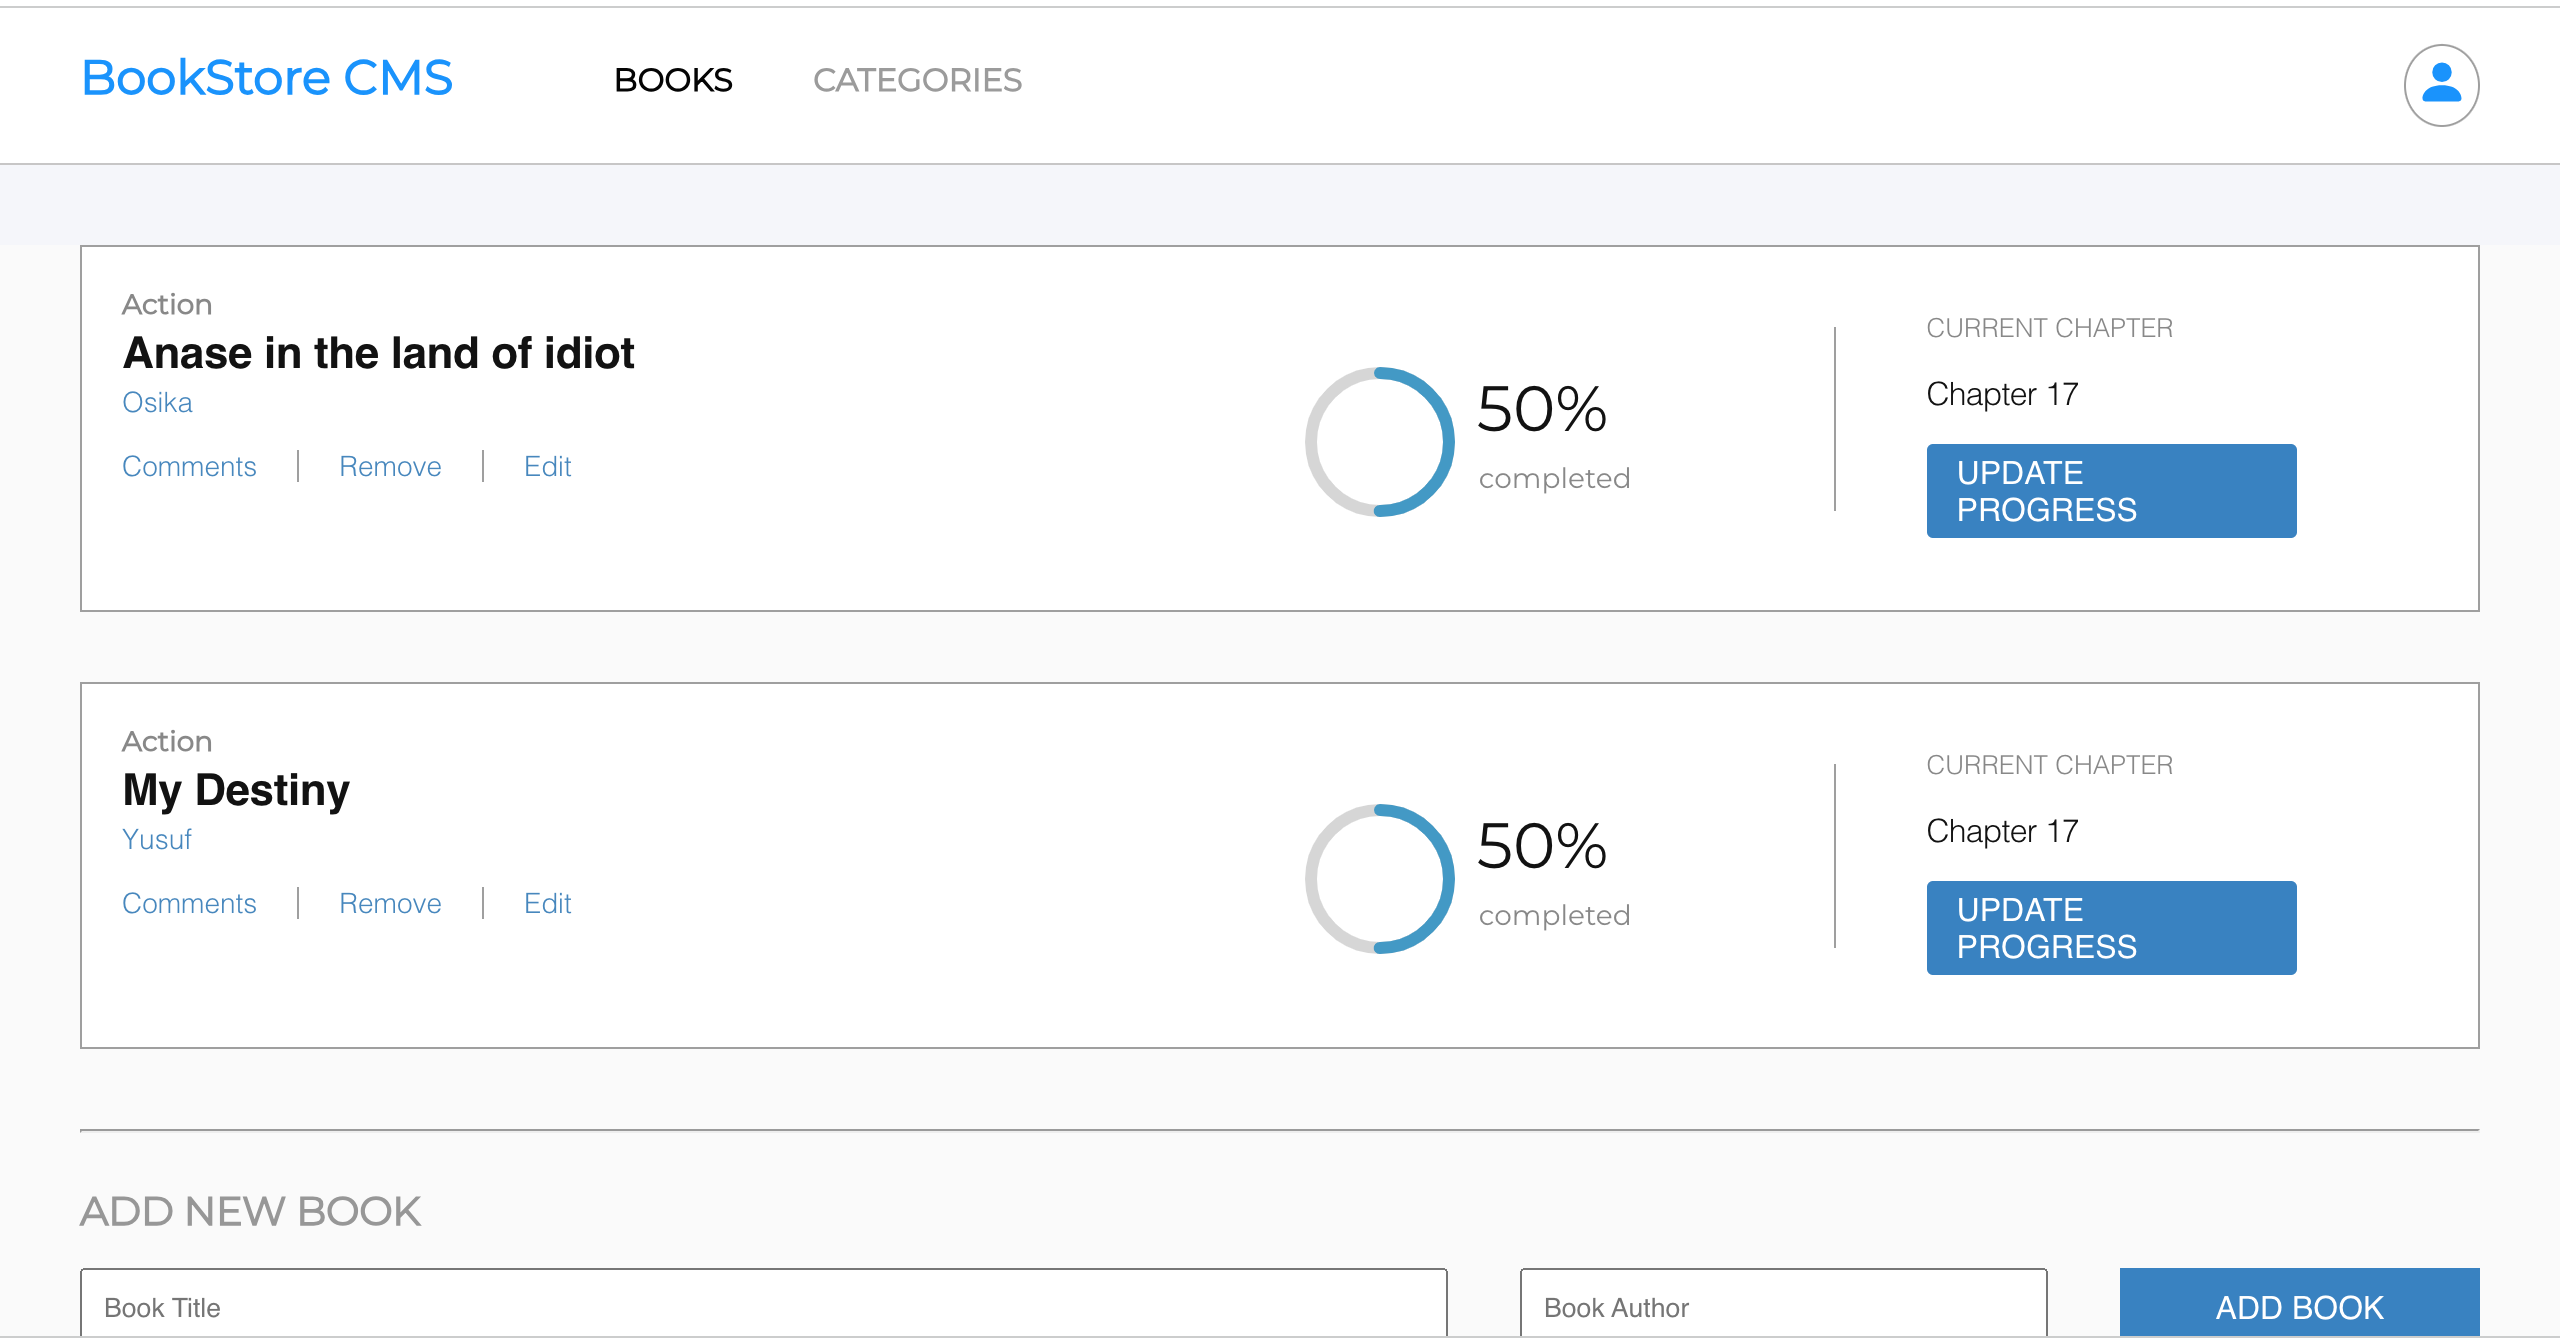 BookStore CMS
BOOKS
CATEGORIES
Action
Anase in the land of idiot
Osika
Comments
Remove
Edit
50%
completed
CURRENT CHAPTER
Chapter 17
UPDATE
PROGRESS
Action
My Destiny
Yusuf
Comments
Remove
Edit
50%
completed
CURRENT CHAPTER
Chapter 17
UPDATE
PROGRESS
ADD NEW BOOK
Book Title
Book Author
ADD BOOK